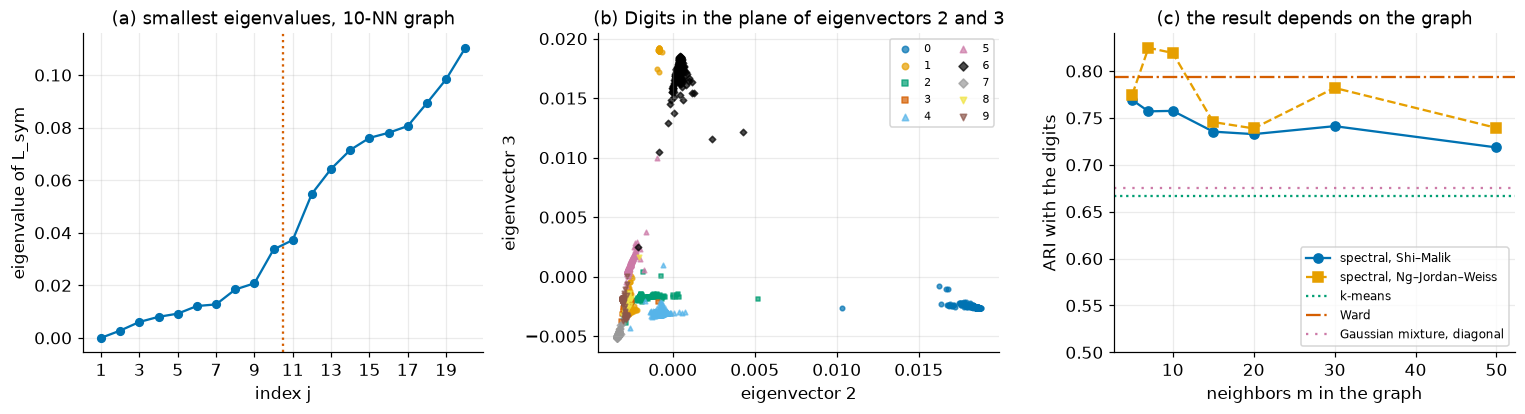 (a) smallest eigenvalues, 10-NN graph
eigenvalue of L_sym
0.10
0.08
0.06
0.04
0.02
0.00
1 3 5 7 9 11 13 15 17 19
index j
(b) Digits in the plane of eigenvectors 2 and 3
eigenvector 3
0.020
0.015
0.010
0.005
0.000
−0.005
0.000 0.005 0.010 0.015
eigenvector 2
0 5
1 6
2 7
3 8
4 9
(c) the result depends on the graph
ARI with the digits
0.80
0.75
0.70
0.65
0.60
0.55
0.50
10 20 30 40 50
neighbors m in the graph
spectral, Shi–Malik
spectral, Ng–Jordan–Weiss
k-means
Ward
Gaussian mixture, diagonal